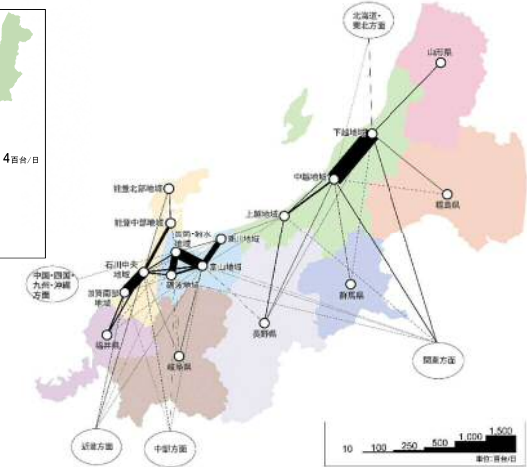 北海道・
東北方面
山形県
4百台/日
下越地域
中越地域
能登北部地域
福島県
能登中部地域
上越地域
高岡・射水
地域
新川地域
石川中央
地域
富山地域
中国・四国・
九州・沖縄
方面
砺波地域
加賀南部
地域
群馬県
長野県
福井県
岐阜県
関東方面
近畿方面
中部方面
10 100 250 500 1,000 1,500
単位:百台/日